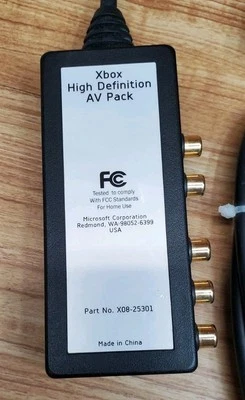 Xbox
High Definition
AV Pack
FC
Tested to comply
With FCC Standards
For Home Use
Microsoft Corporation
Redmond, WA 98052-6399
USA
Part No. X08-25301
Made in China